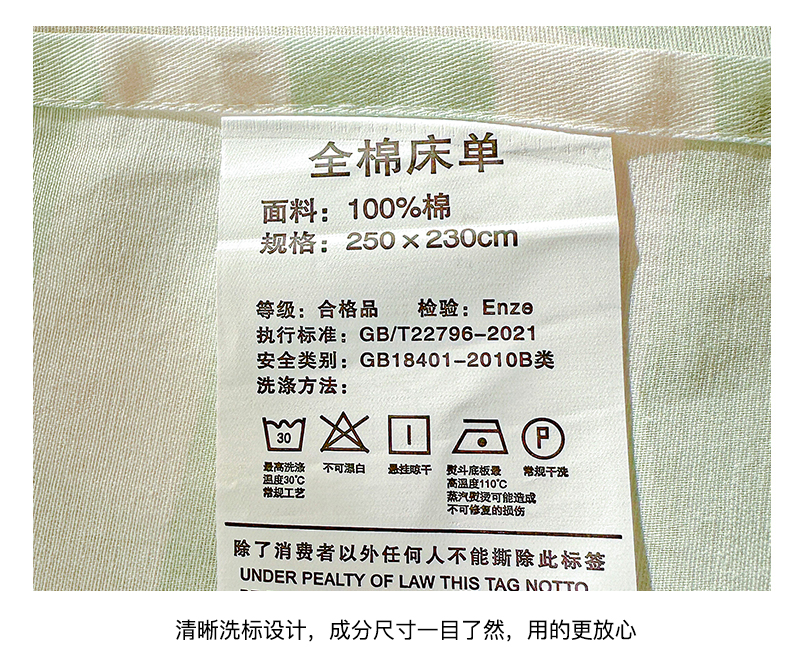 全棉床单
面料：100%棉
规格：250×230cm
等级：合格品 检验：Enze
执行标准：GB/T22796-2021
安全类别：GB18401-2010B类
洗涤方法：
30
P
最高洗涤
温度30℃
常规工艺
不可漂白
悬挂晾干
熨斗底板最
高温度110℃
蒸汽熨烫可能造成
不可修复的损伤
常规干洗
除了消费者以外任何人不能撕除此标签
UNDER PEALTY OF LAW THIS TAG NOTTO
清晰洗标设计，成分尺寸一目了然，用的更放心